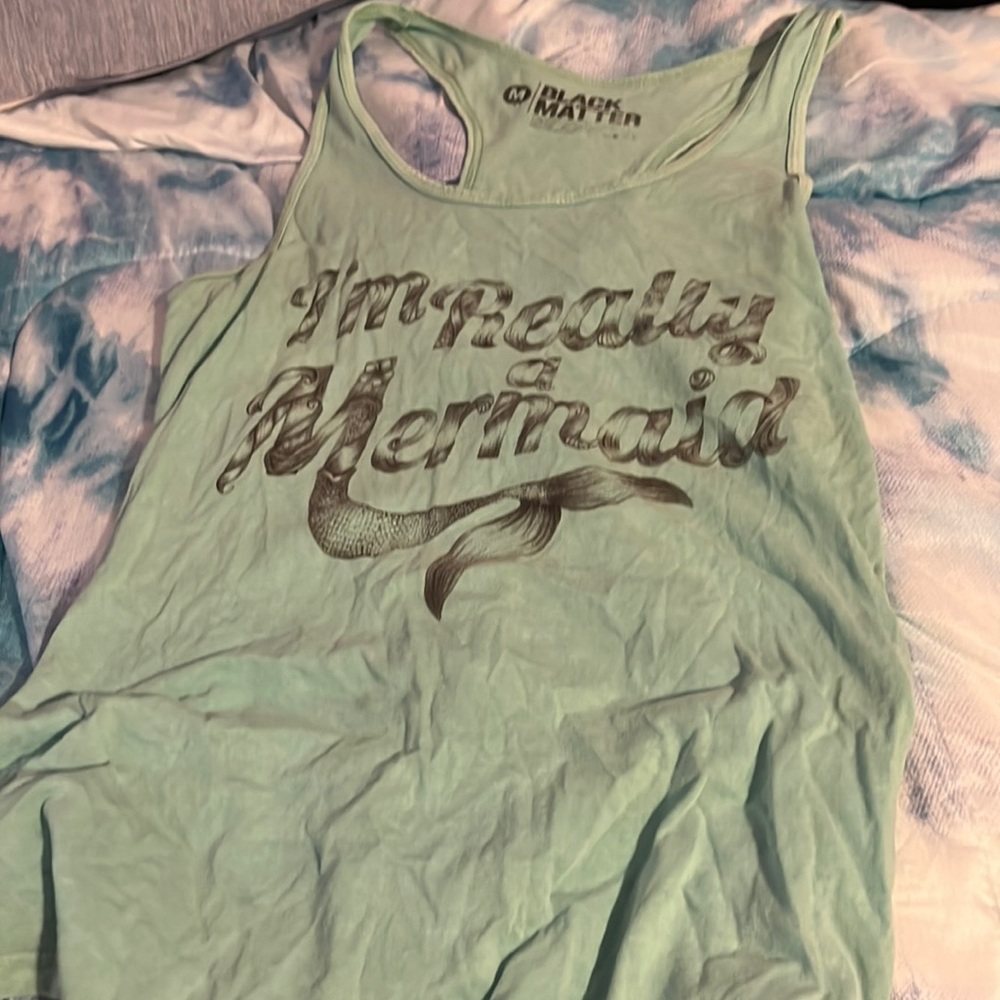 M
BLACK
MATTER
I'm Really
a
Mermaid